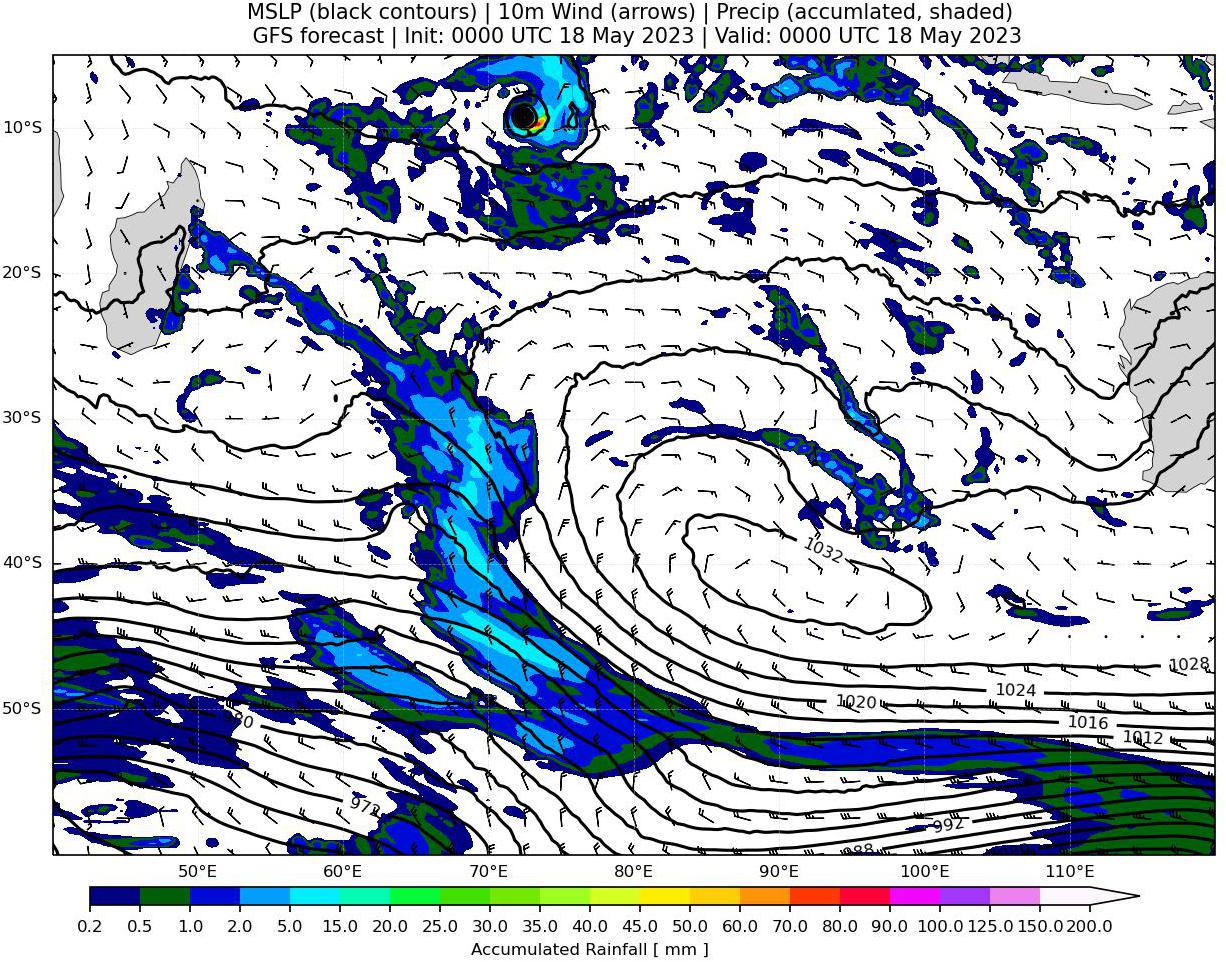 MSLP (black contours) | 10m Wind (arrows) | Precip (accumlated, shaded)
GFS forecast | Init: 0000 UTC 18 May 2023 | Valid: 0000 UTC 18 May 2023
10°S
20°S
30°S
1032
40°S
1028
1024
1020
50°S
980
1016
1012
972
992
988
50°E 60°E 70°E 80°E 90°E 100°E 110°E
0.2 0.5 1.0 2.0 5.0 15.0 20.0 25.0 30.0 35.0 40.0 45.0 50.0 60.0 70.0 80.0 90.0 100.0 125.0 150.0 200.0
Accumulated Rainfall [ mm ]